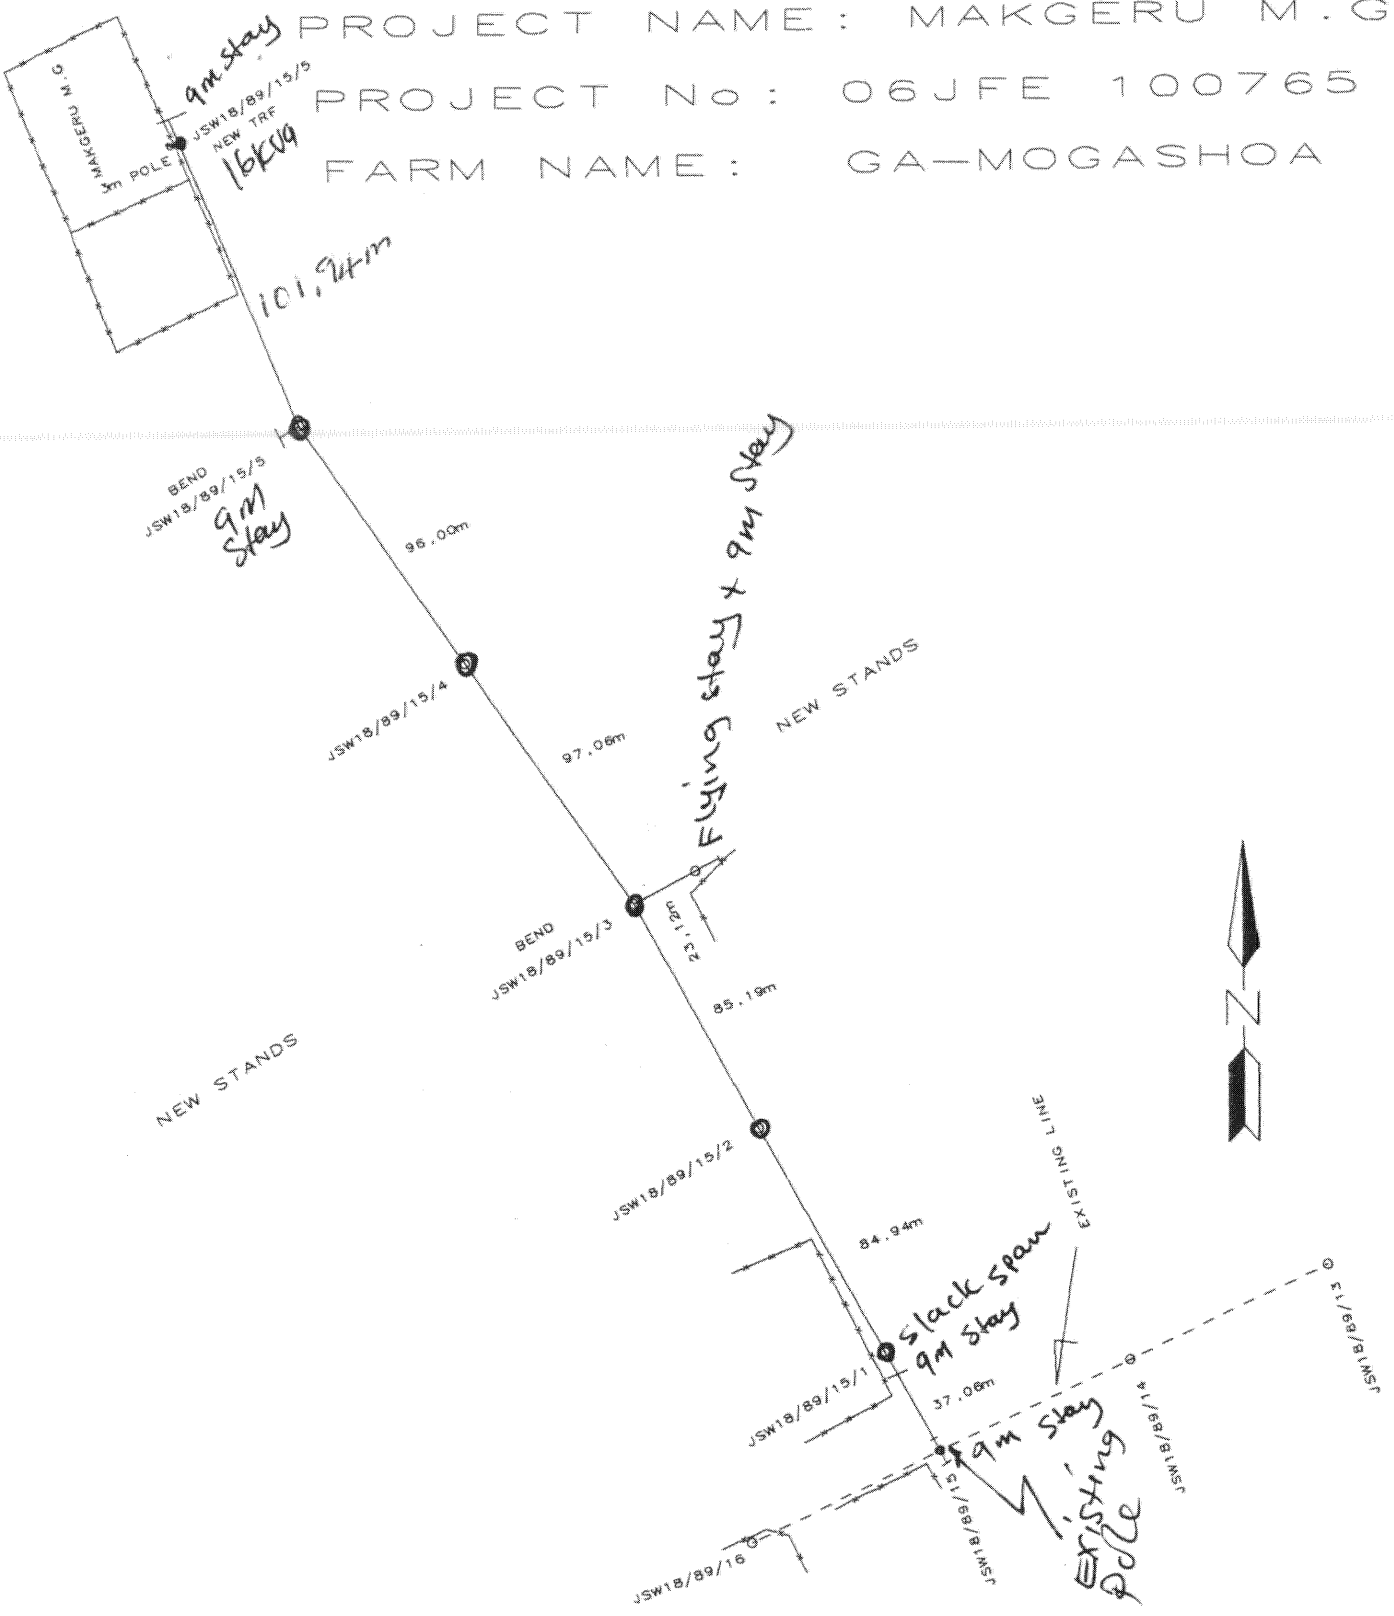 PROJECT NAME: MAKGERU M.G
PROJECT No: 06JFE 100765
FARM NAME: GA-MOGASHOA
MAKGERU M.G
3m POLE
9m stay
JSW18/89/15/5
NEW TRF
16KVA
101,94m
BEND
JSW18/89/15/5
9M
Stay
96,00m
JSW18/89/15/4
97,06m
Flying stay + 9m Stay
NEW STANDS
BEND
JSW18/89/15/3
23,12m
85,19m
N
NEW STANDS
JSW18/89/15/2
EXISTING LINE
84,94m
Slack span
9M Stay
JSW18/89/15/1
37,06m
JSW18/89/13
JSW18/89/14
9m Stay
Existing
pole
JSW18/89/15
JSW18/89/16